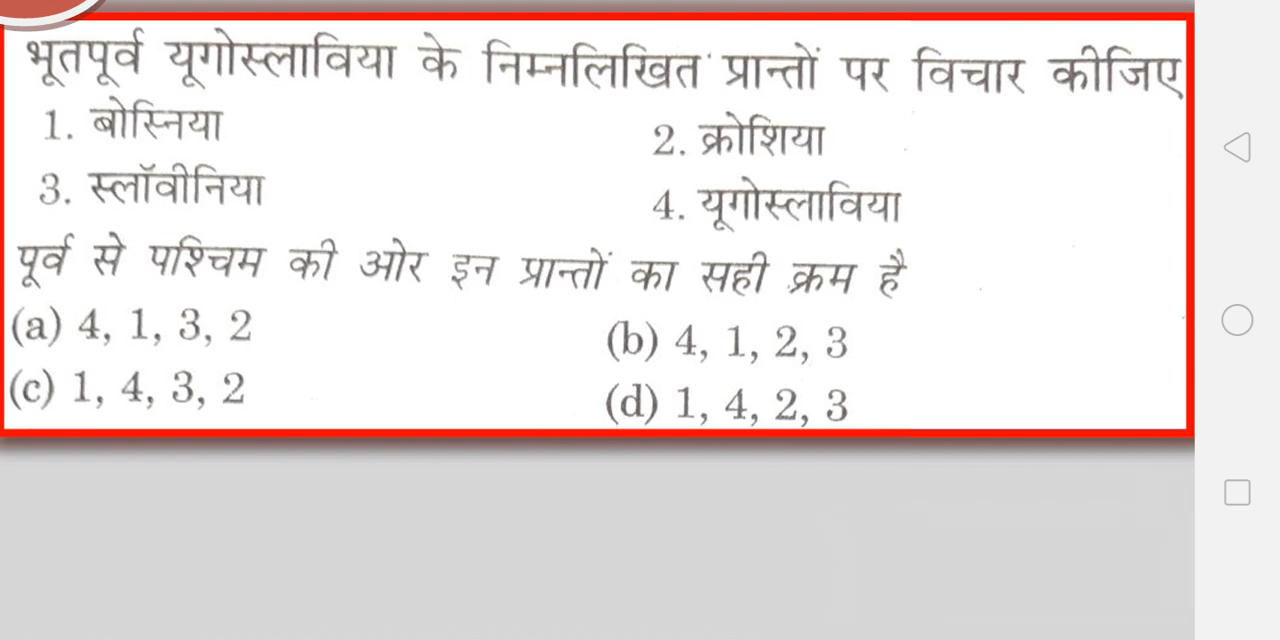 भूतपूर्व यूगोस्लाविया के निम्नलिखित प्रान्तों पर विचार कीजिए
1. बोस्निया 2. क्रोशिया
3. स्लॉवीनिया 4. यूगोस्लाविया
पूर्व से पश्चिम की ओर इन प्रान्तों का सही क्रम है
(a) 4, 1, 3, 2 (b) 4, 1, 2, 3
(c) 1, 4, 3, 2 (d) 1, 4, 2, 3